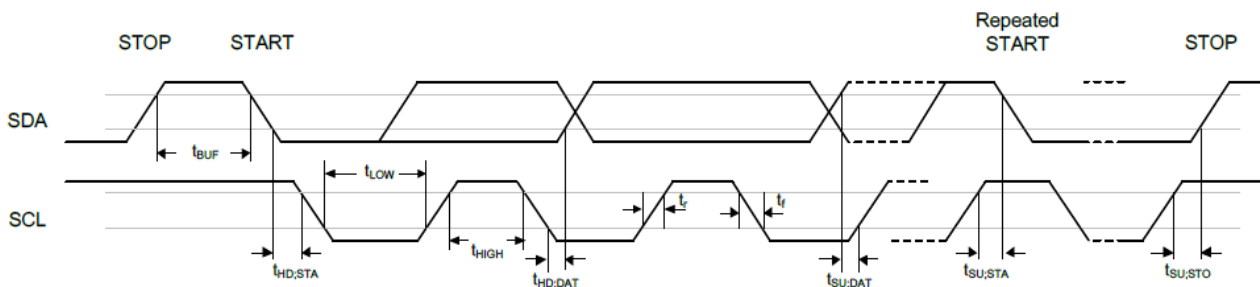 STOP
START
Repeated
START
STOP
SDA
tBUF
tLOW
SCL
tr
tf
tHIGH
tHD;STA
tHD:DAT
tSU;DAT
tSU;STA
tSU;STO